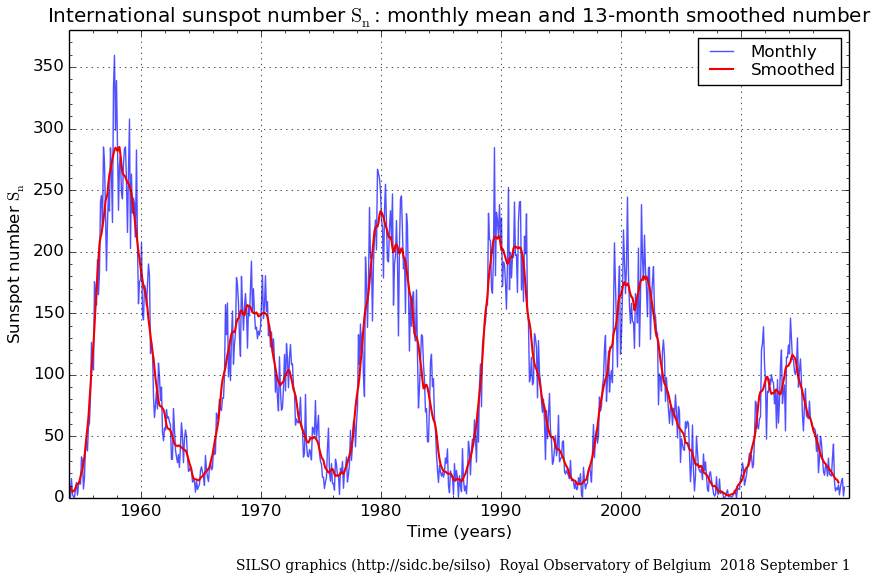 International sunspot number Sn : monthly mean and 13-month smoothed number
Monthly
Smoothed
350
300
250
200
150
100
50
0
Sunspot number Sn
1960 1970 1980 1990 2000 2010
Time (years)
SILSO graphics (http://sidc.be/silso) Royal Observatory of Belgium 2018 September 1